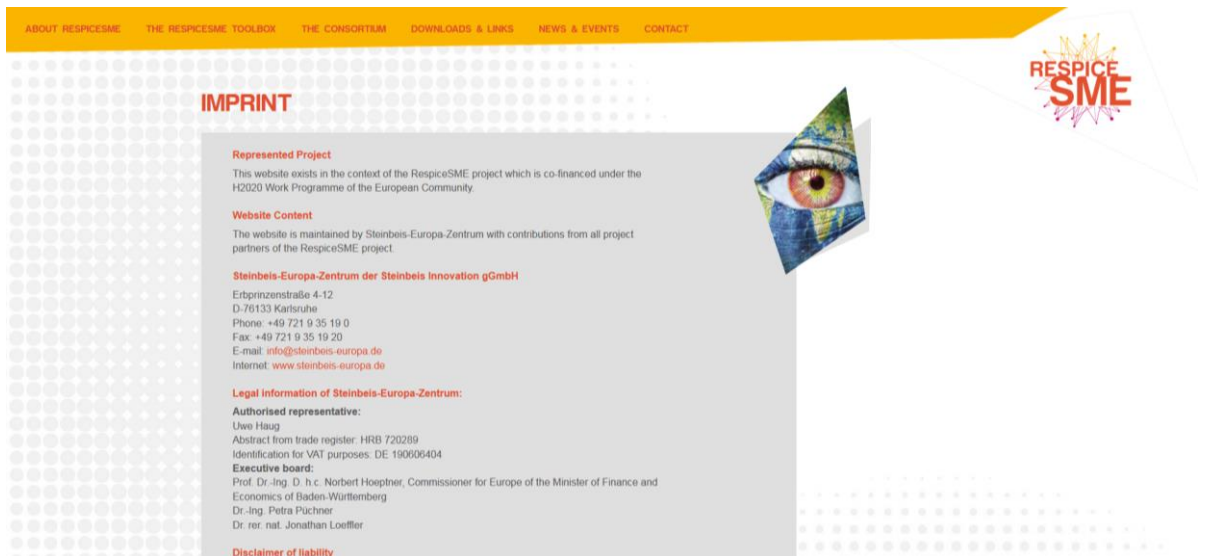 ABOUT RESPICESME THE RESPICESME TOOLBOX THE CONSORTIUM DOWNLOADS & LINKS NEWS & EVENTS CONTACT
RESPICE
SME
IMPRINT
Represented Project
This website exists in the context of the RespiceSME project which is co-financed under the
H2020 Work Programme of the European Community.
Website Content
The website is maintained by Steinbeis-Europa-Zentrum with contributions from all project
partners of the RespiceSME project.
Steinbeis-Europa-Zentrum der Steinbeis Innovation gGmbH
Erbprinzenstraße 4-12
D-76133 Karlsruhe
Phone: +49 721 9 35 19 0
Fax: +49 721 9 35 19 20
E-mail: info@steinbeis-europa.de
Internet: www.steinbeis-europa.de
Legal information of Steinbeis-Europa-Zentrum:
Authorised representative:
Uwe Haug
Abstract from trade register: HRB 720289
Identification for VAT purposes: DE 190606404
Executive board:
Prof. Dr.-Ing. D. h.c. Norbert Hoeptner, Commissioner for Europe of the Minister of Finance and
Economics of Baden-Württemberg
Dr.-Ing. Petra Püchner
Dr. rer. nat. Jonathan Loeffler
Disclaimer of liability